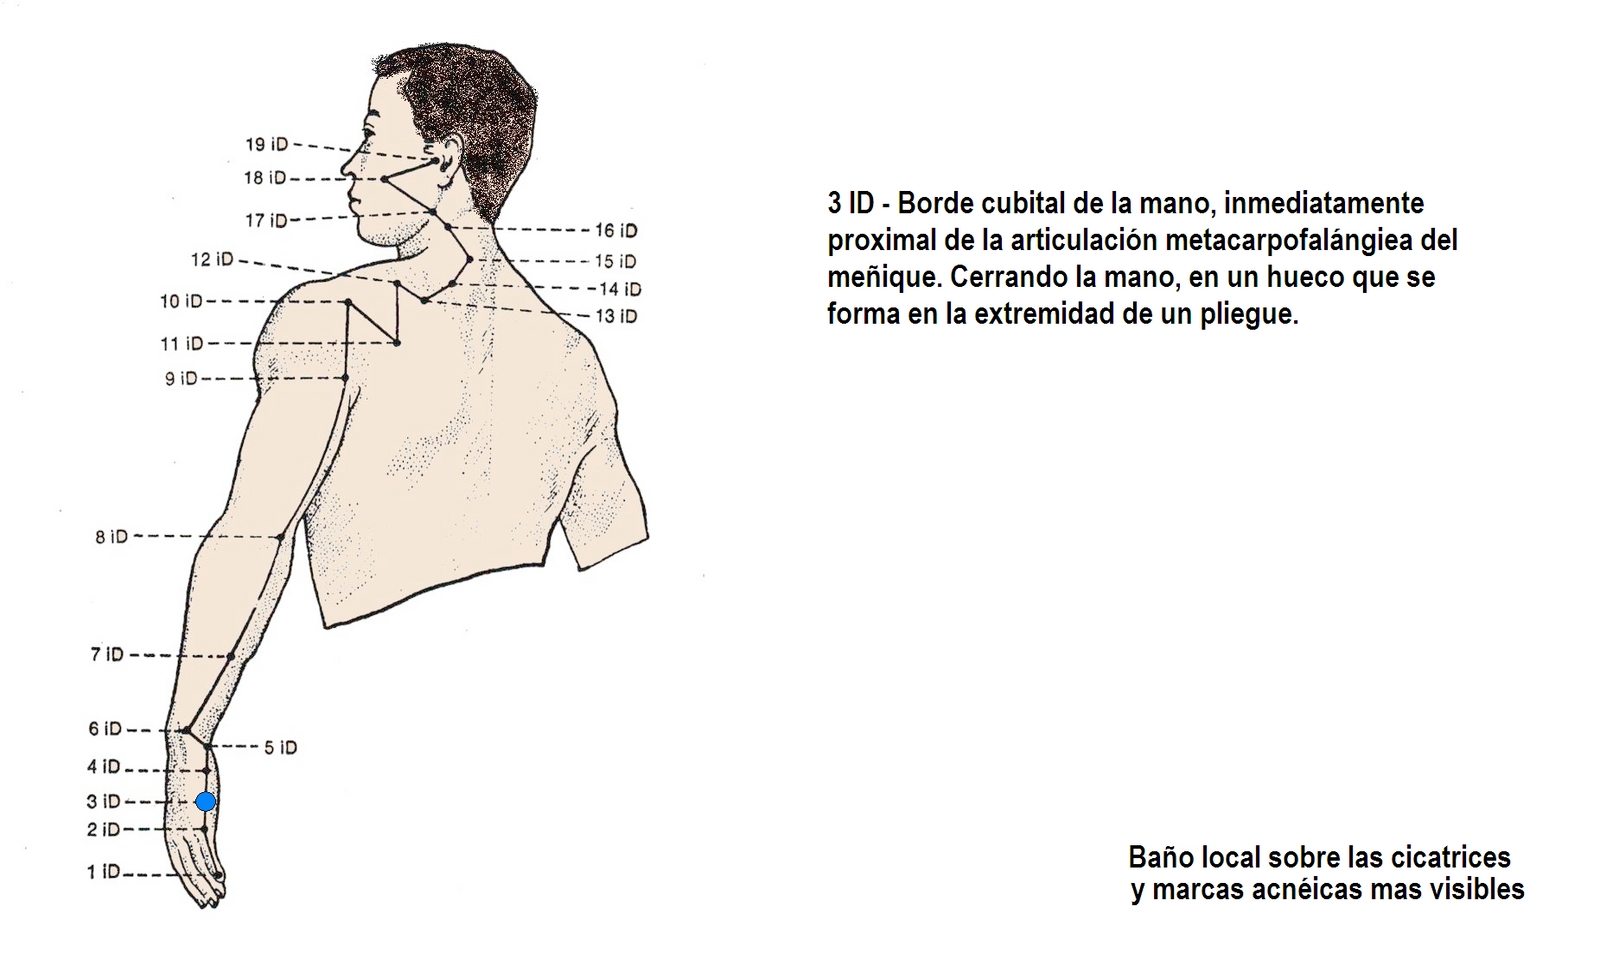 19 iD
18 iD
17 iD
16 iD
15 iD
12 iD
14 iD
10 iD
13 iD
11 iD
9 iD
8 iD
7 iD
6 iD
5 iD
4 iD
3 iD
2 iD
1 iD
3 ID - Borde cubital de la mano, inmediatamente
proximal de la articulación metacarpofalángiea del
meñique. Cerrando la mano, en un hueco que se
forma en la extremidad de un pliegue.
Baño local sobre las cicatrices
y marcas acnéicas mas visibles